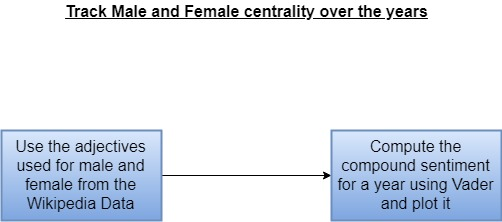 Track Male and Female centrality over the years
Use the adjectives
used for male and
female from the
Wikipedia Data
Compute the
compound sentiment
for a year using Vader
and plot it